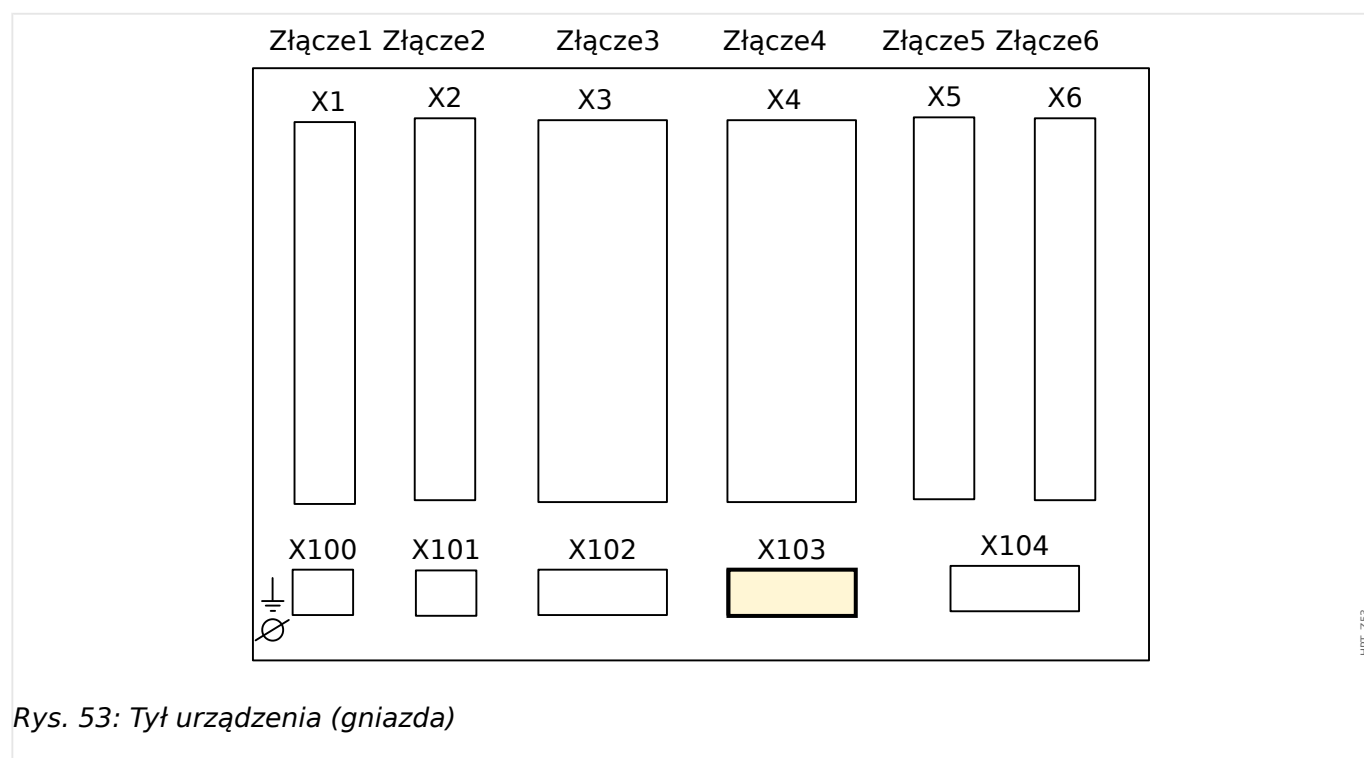 Złącze1 Złącze2 Złącze3 Złącze4 Złącze5 Złącze6
X1 X2 X3 X4 X5 X6
X100 X101 X102 X103 X104
Rys. 53: Tył urządzenia (gniazda)